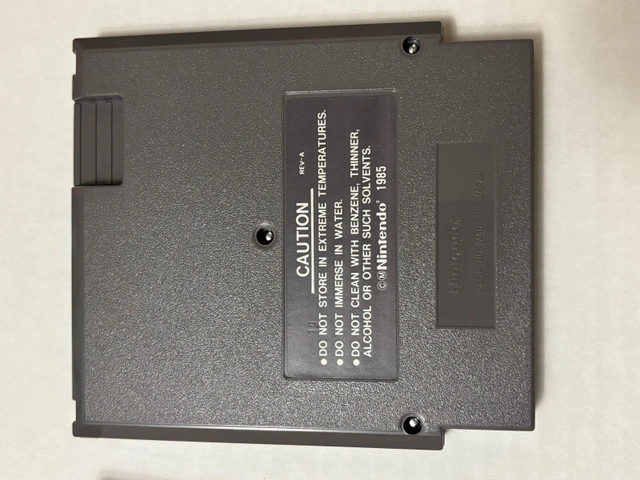 CAUTION
REV-A
●DO NOT STORE IN EXTREME TEMPERATURES.
●DO NOT IMMERSE IN WATER.
●DO NOT CLEAN WITH BENZENE, THINNER,
ALCOHOL OR OTHER SUCH SOLVENTS.
©Ⓜ Nintendo® 1985
Nintendo